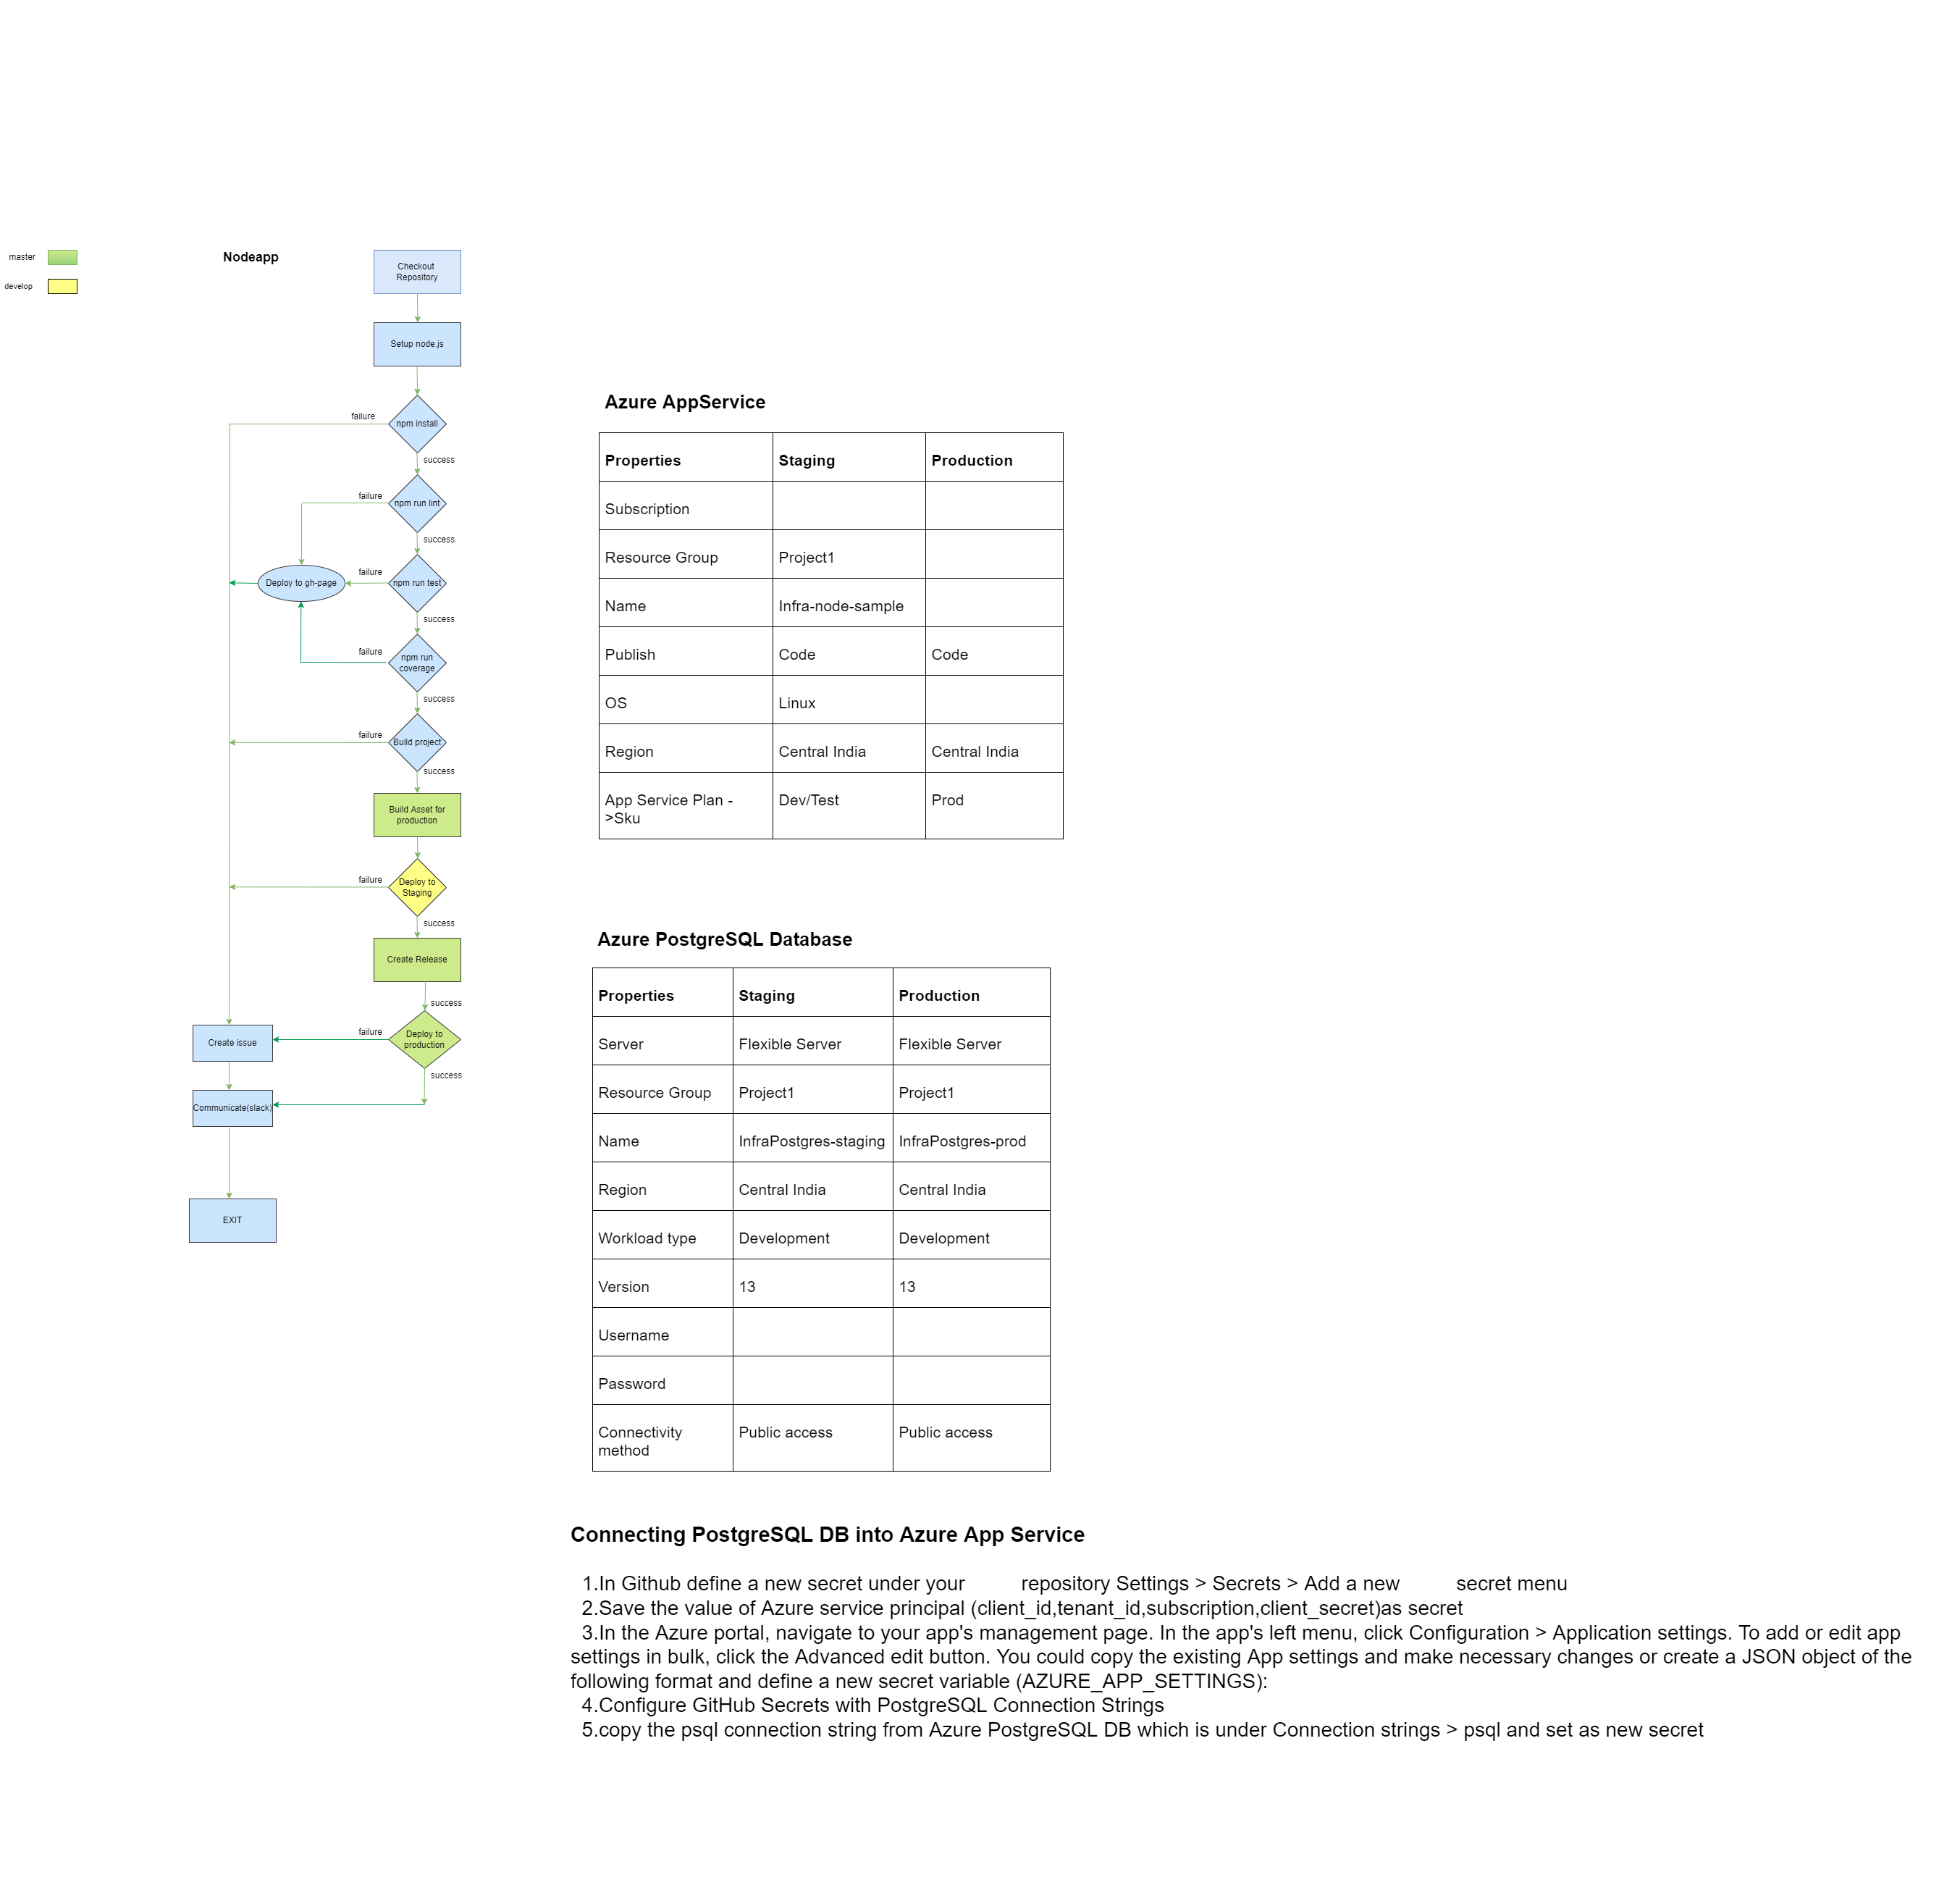 master
develop
Nodeapp
Checkout
Repository
Setup node.js
failure
npm install
success
failure
npm run lint
success
Deploy to gh-page
failure
npm run test
success
failure
npm run
coverage
success
failure
Build project
success
Build Asset for
production
failure
Deploy to
Staging
success
Create Release
success
failure
Deploy to
production
success
Create issue
Communicate(slack)
EXIT
Azure AppService
Properties Staging Production
Subscription
Resource Group Project1
Name Infra-node-sample
Publish Code Code
OS Linux
Region Central India Central India
App Service Plan - Dev/Test Prod
>Sku
Azure PostgreSQL Database
Properties Staging Production
Server Flexible Server Flexible Server
Resource Group Project1 Project1
Name InfraPostgres-staging InfraPostgres-prod
Region Central India Central India
Workload type Development Development
Version 13 13
Username
Password
Connectivity Public access Public access
method
Connecting PostgreSQL DB into Azure App Service
1.In Github define a new secret under your repository Settings > Secrets > Add a new secret menu
2.Save the value of Azure service principal (client_id,tenant_id,subscription,client_secret)as secret
3.In the Azure portal, navigate to your app's management page. In the app's left menu, click Configuration > Application settings. To add or edit app
settings in bulk, click the Advanced edit button. You could copy the existing App settings and make necessary changes or create a JSON object of the
following format and define a new secret variable (AZURE_APP_SETTINGS):
4.Configure GitHub Secrets with PostgreSQL Connection Strings
5.copy the psql connection string from Azure PostgreSQL DB which is under Connection strings > psql and set as new secret